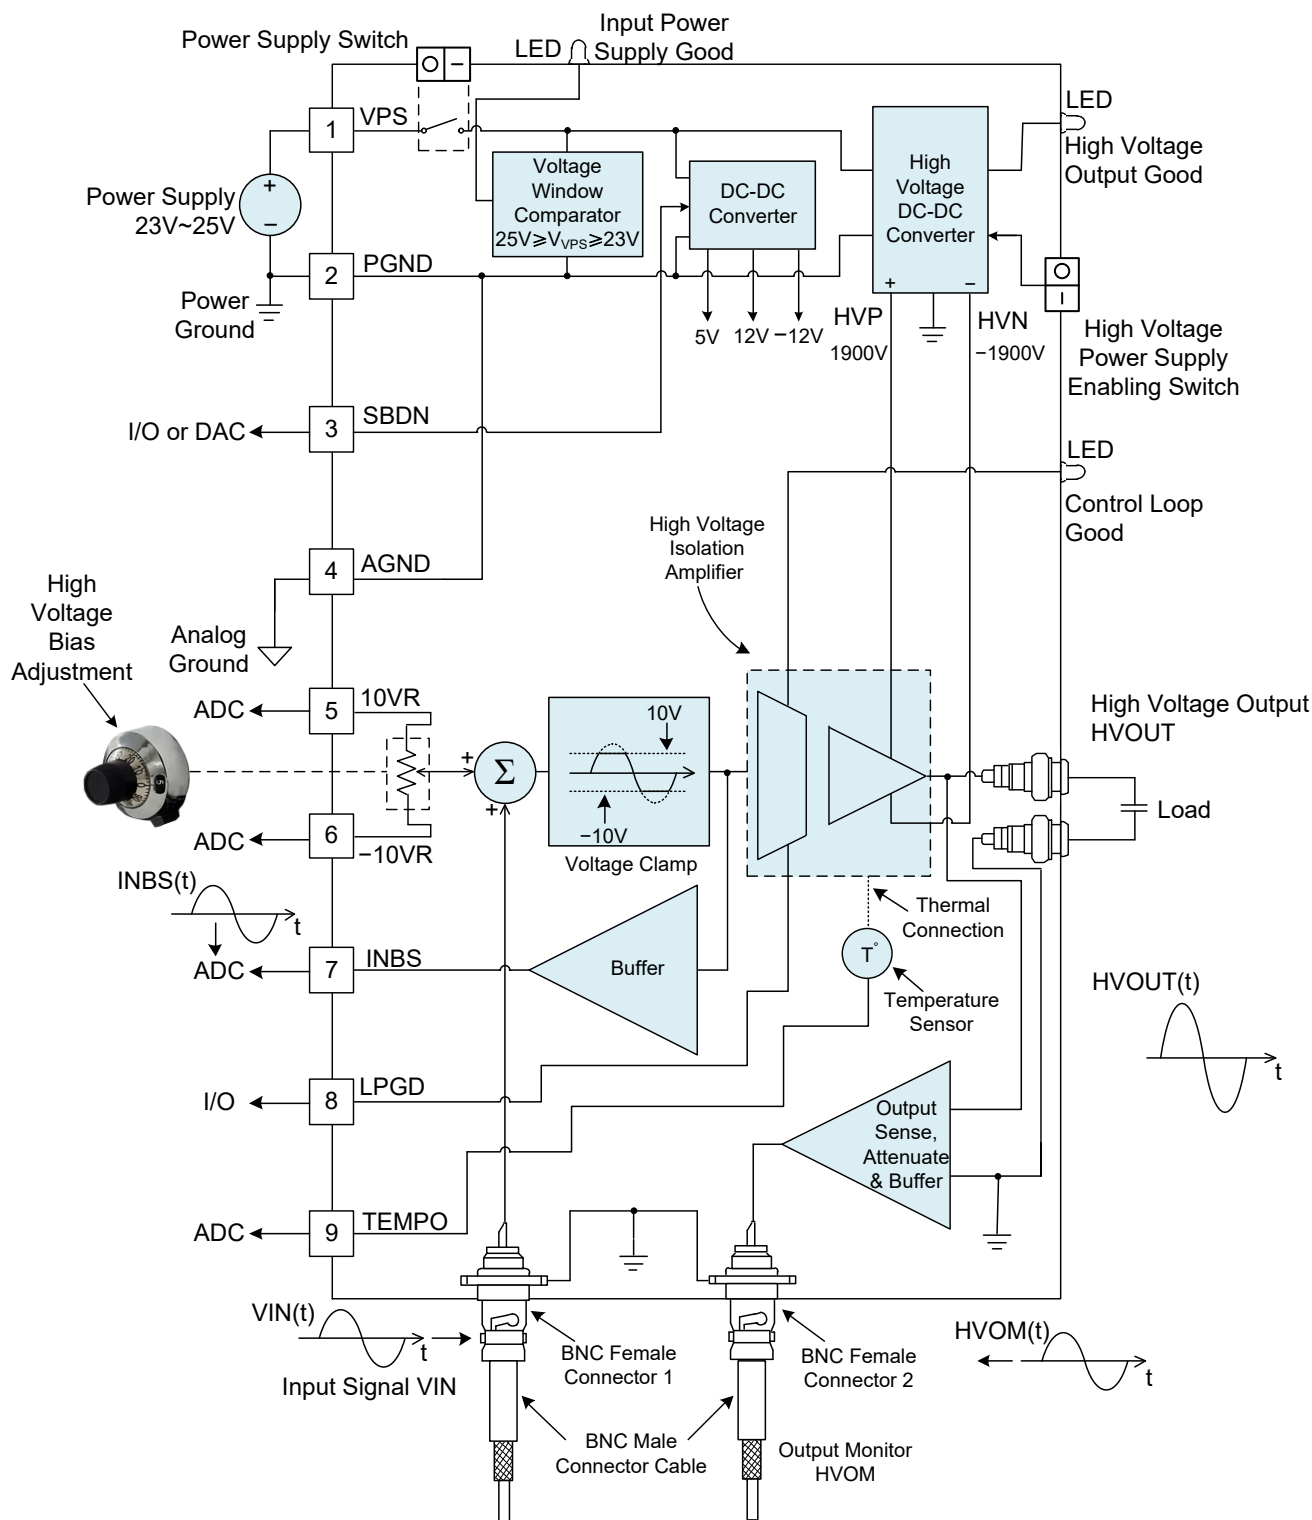 Power Supply Switch
LED
Input Power
Supply Good
1
VPS
Power Supply
23V~25V
+
−
2
PGND
Power
Ground
Voltage
Window
Comparator
25V≥V_VPS≥23V
DC-DC
Converter
5V
12V
−12V
High
Voltage
DC-DC
Converter
+
−
HVP
1900V
HVN
−1900V
LED
High Voltage
Output Good
High Voltage
Power Supply
Enabling Switch
I/O or DAC
3
SBDN
LED
Control Loop
Good
4
AGND
Analog
Ground
High Voltage
Isolation
Amplifier
High
Voltage
Bias
Adjustment
ADC
5
10VR
ADC
6
−10VR
+
+
Σ
10V
−10V
Voltage Clamp
High Voltage Output
HVOUT
Load
INBS(t)
t
ADC
7
INBS
Buffer
Thermal
Connection
T°
Temperature
Sensor
HVOUT(t)
t
I/O
8
LPGD
Output
Sense,
Attenuate
& Buffer
ADC
9
TEMPO
VIN(t)
t
Input Signal VIN
BNC Female
Connector 1
BNC Female
Connector 2
HVOM(t)
t
BNC Male
Connector Cable
Output Monitor
HVOM